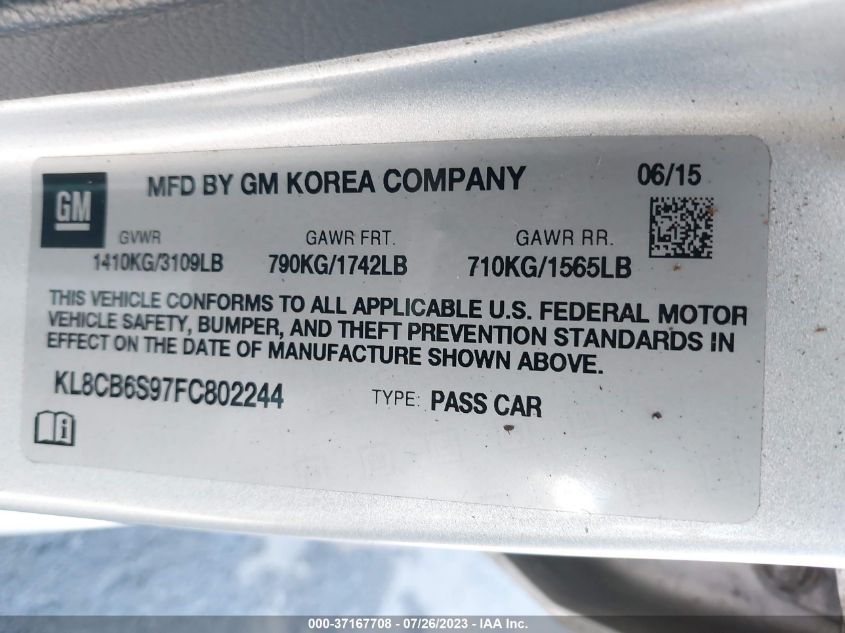 GM
MFD BY GM KOREA COMPANY
06/15
GVWR GAWR FRT. GAWR RR.
1410KG/3109LB 790KG/1742LB 710KG/1565LB
THIS VEHICLE CONFORMS TO ALL APPLICABLE U.S. FEDERAL MOTOR
VEHICLE SAFETY, BUMPER, AND THEFT PREVENTION STANDARDS IN
EFFECT ON THE DATE OF MANUFACTURE SHOWN ABOVE.
KL8CB6S97FC802244 TYPE: PASS CAR
000-37167708 - 07/26/2023 - IAA Inc.